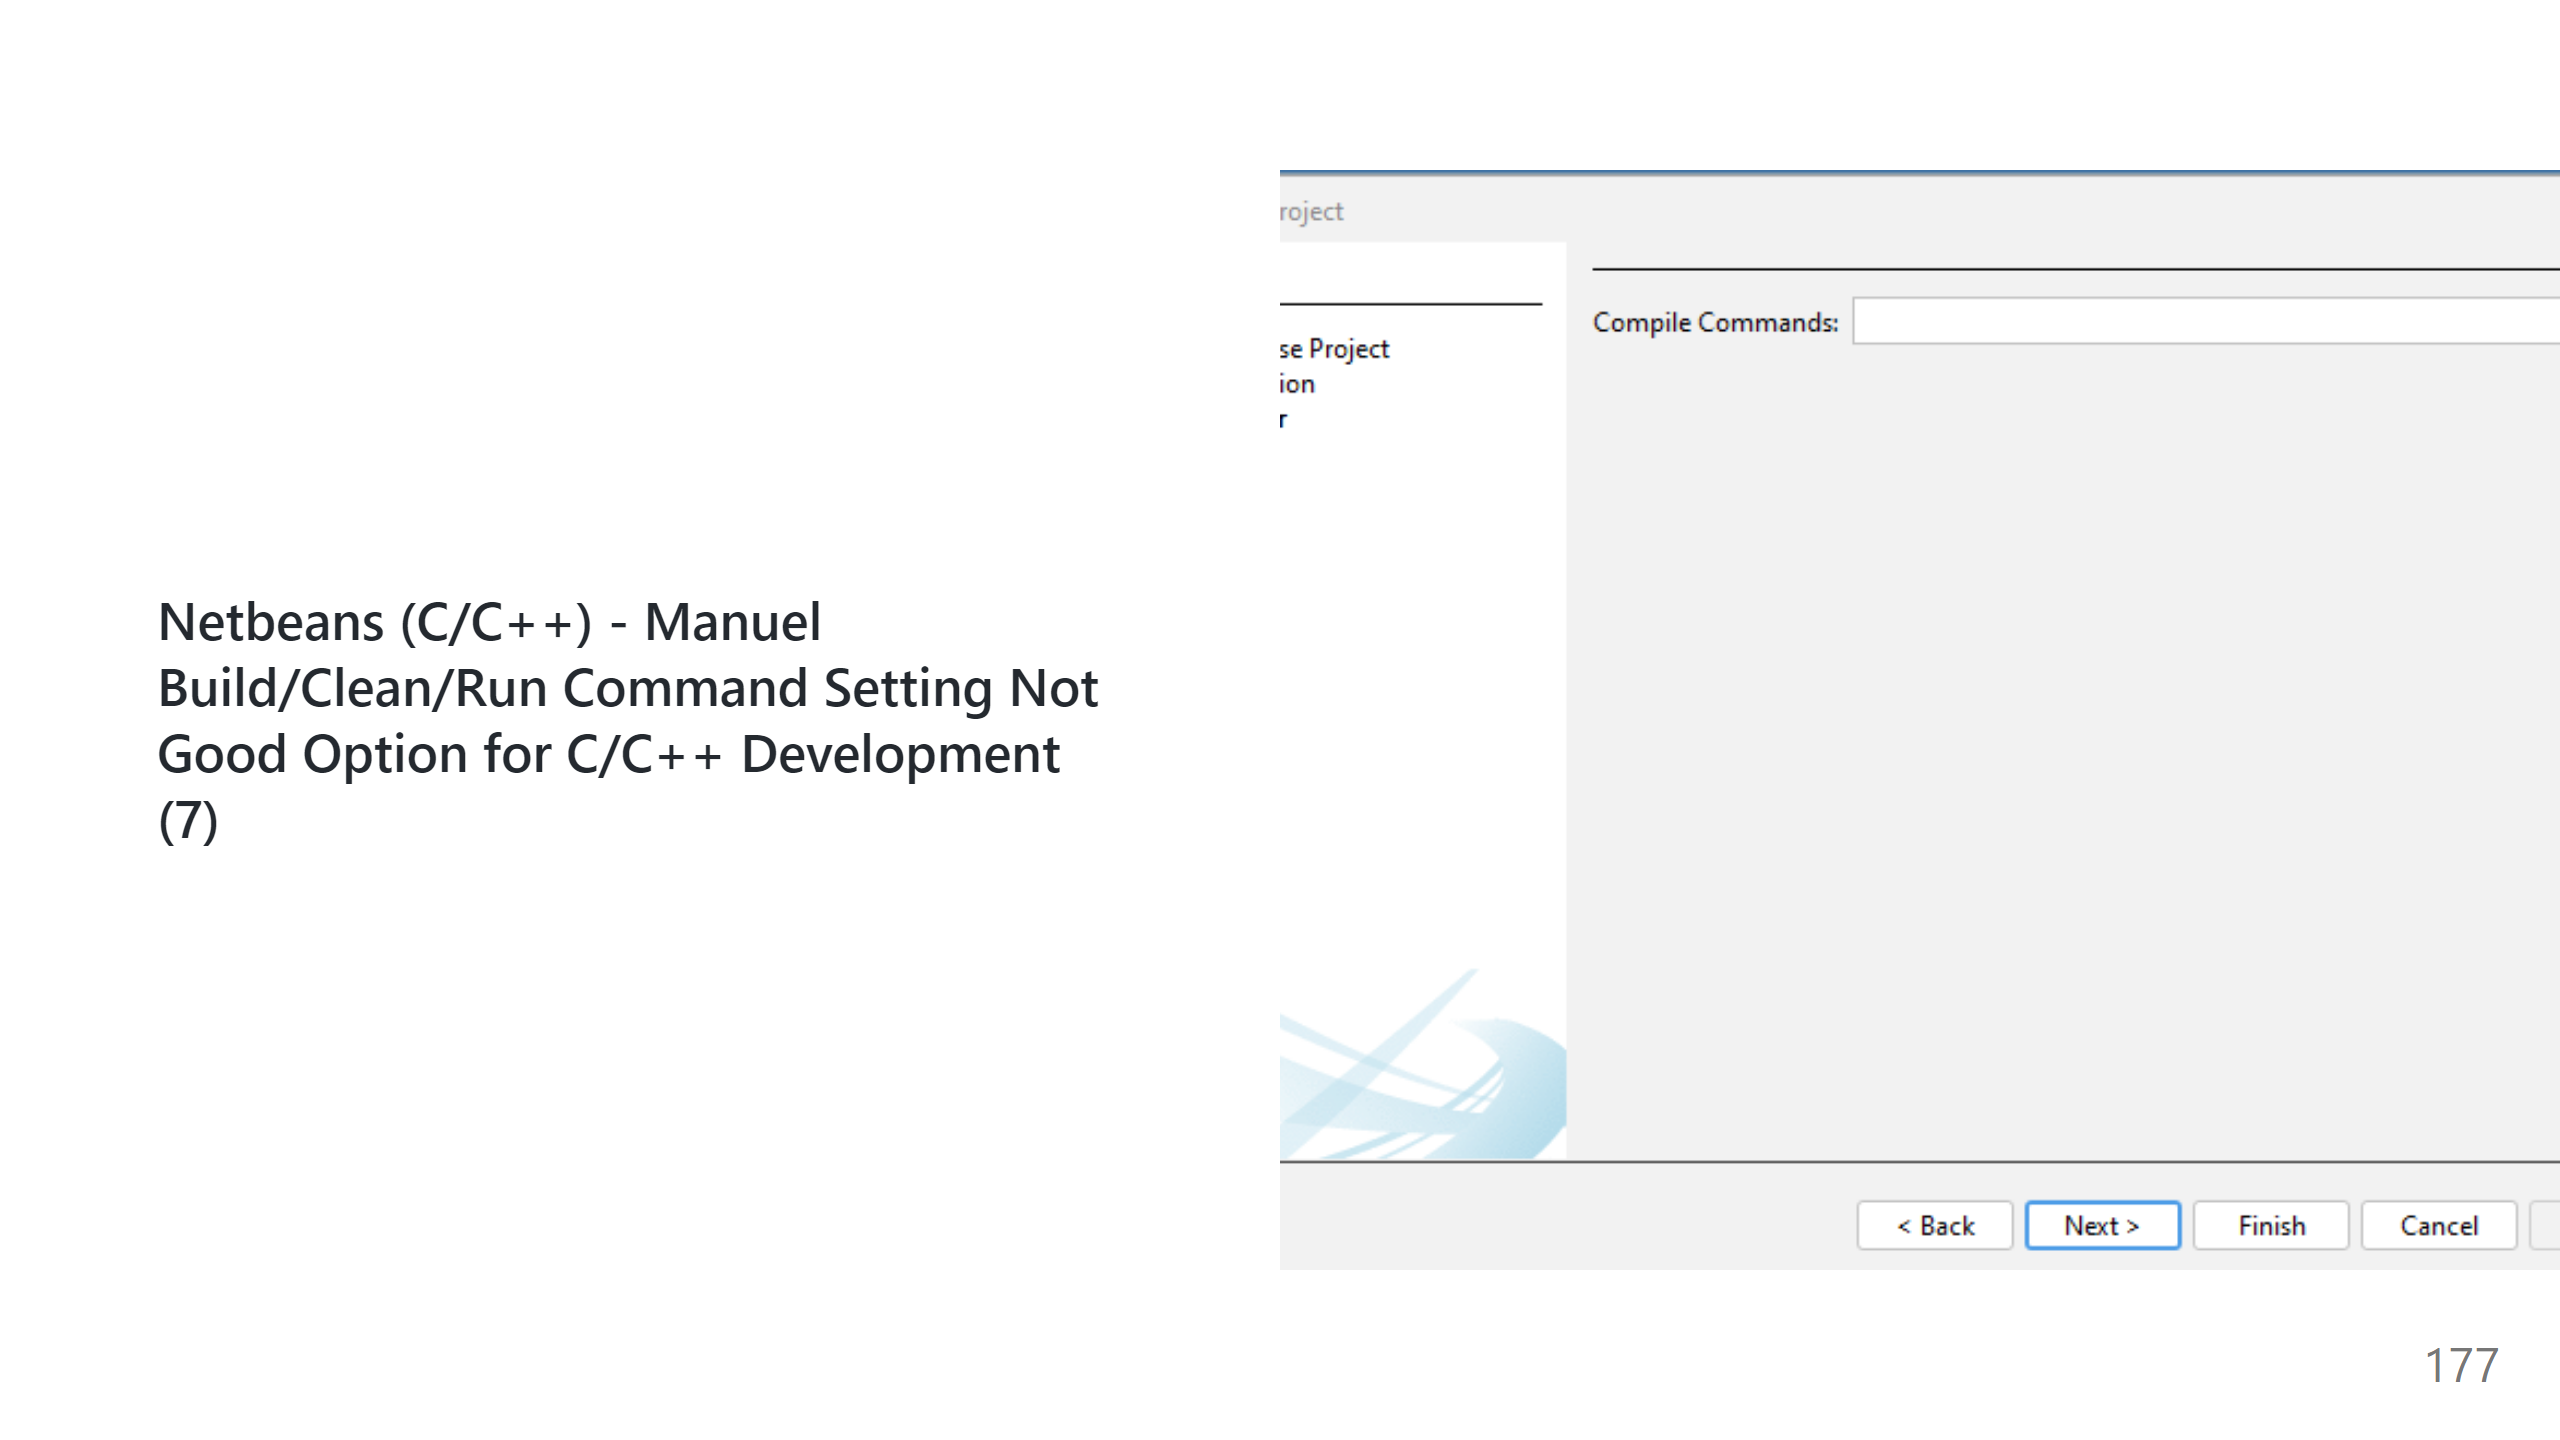 Netbeans (C/C++) - Manuel
Build/Clean/Run Command Setting Not
Good Option for C/C++ Development
(7)
roject
se Project
ion
r
Compile Commands:
< Back
Next >
Finish
Cancel
177